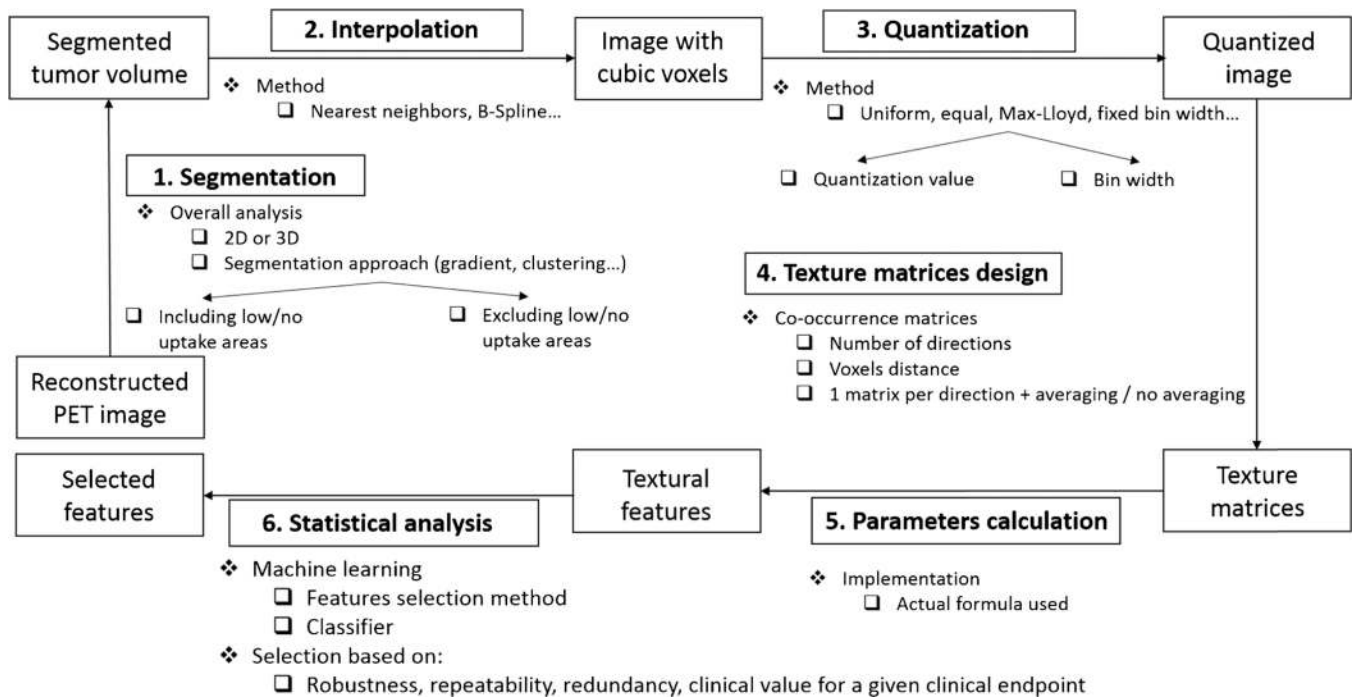 Segmented
tumor volume
2. Interpolation
❖ Method
❑ Nearest neighbors, B-Spline…
Image with
cubic voxels
3. Quantization
❖ Method
❑ Uniform, equal, Max-Lloyd, fixed bin width…
❑ Quantization value
❑ Bin width
Quantized
image
1. Segmentation
❖ Overall analysis
❑ 2D or 3D
❑ Segmentation approach (gradient, clustering…)
❑ Including low/no
uptake areas
❑ Excluding low/no
uptake areas
Reconstructed
PET image
4. Texture matrices design
❖ Co-occurrence matrices
❑ Number of directions
❑ Voxels distance
❑ 1 matrix per direction + averaging / no averaging
Texture
matrices
5. Parameters calculation
❖ Implementation
❑ Actual formula used
Textural
features
6. Statistical analysis
❖ Machine learning
❑ Features selection method
❑ Classifier
❖ Selection based on:
❑ Robustness, repeatability, redundancy, clinical value for a given clinical endpoint
Selected
features